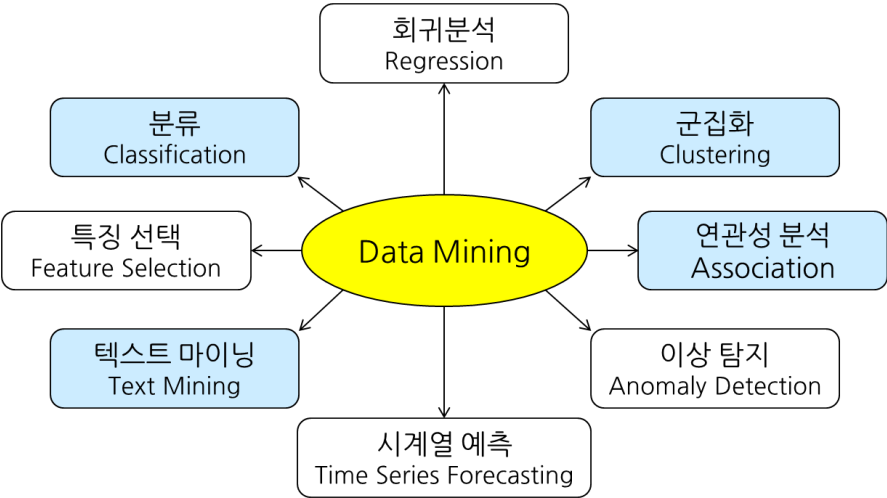 회귀분석
Regression
분류
Classification
군집화
Clustering
특징 선택
Feature Selection
Data Mining
연관성 분석
Association
텍스트 마이닝
Text Mining
이상 탐지
Anomaly Detection
시계열 예측
Time Series Forecasting